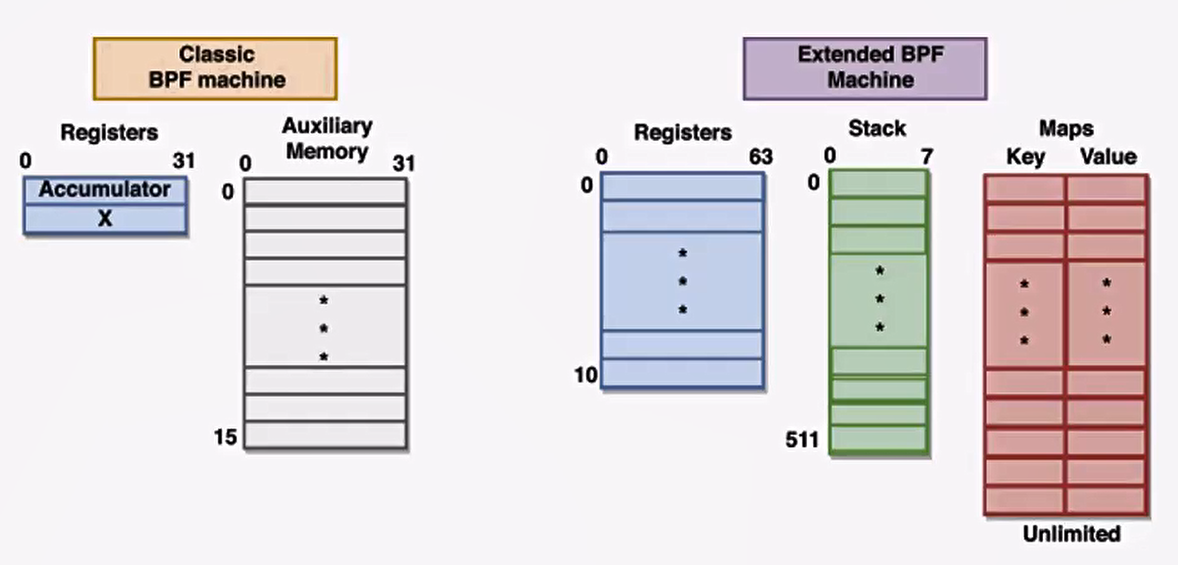 Classic
BPF machine
Extended BPF
Machine
Registers
0 31
Accumulator
X
Auxiliary
Memory
0 31
0
*
*
*
15
Registers
0 63
0
*
*
*
10
Stack
0 7
0
*
*
*
511
Maps
Key Value
* *
* *
* *
Unlimited